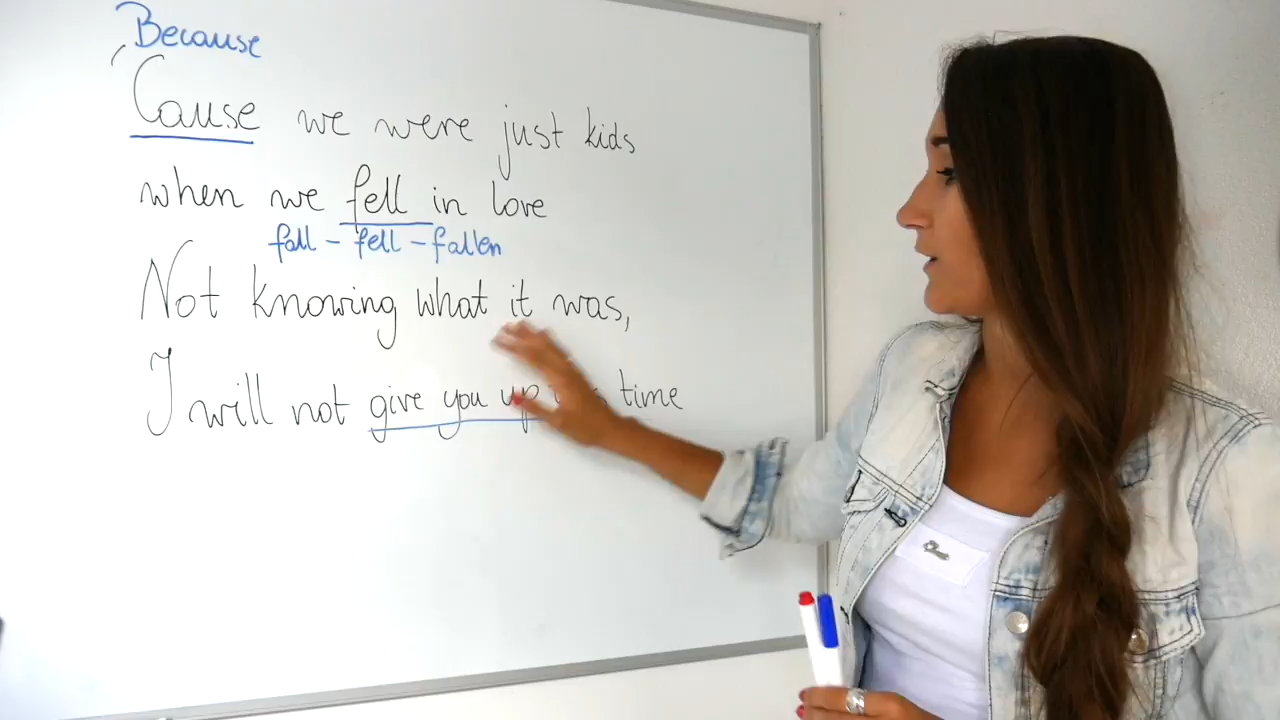 Because
'Cause we were just kids
when we fell in love
fall - fell - fallen
Not knowing what it was,
I will not give you up time